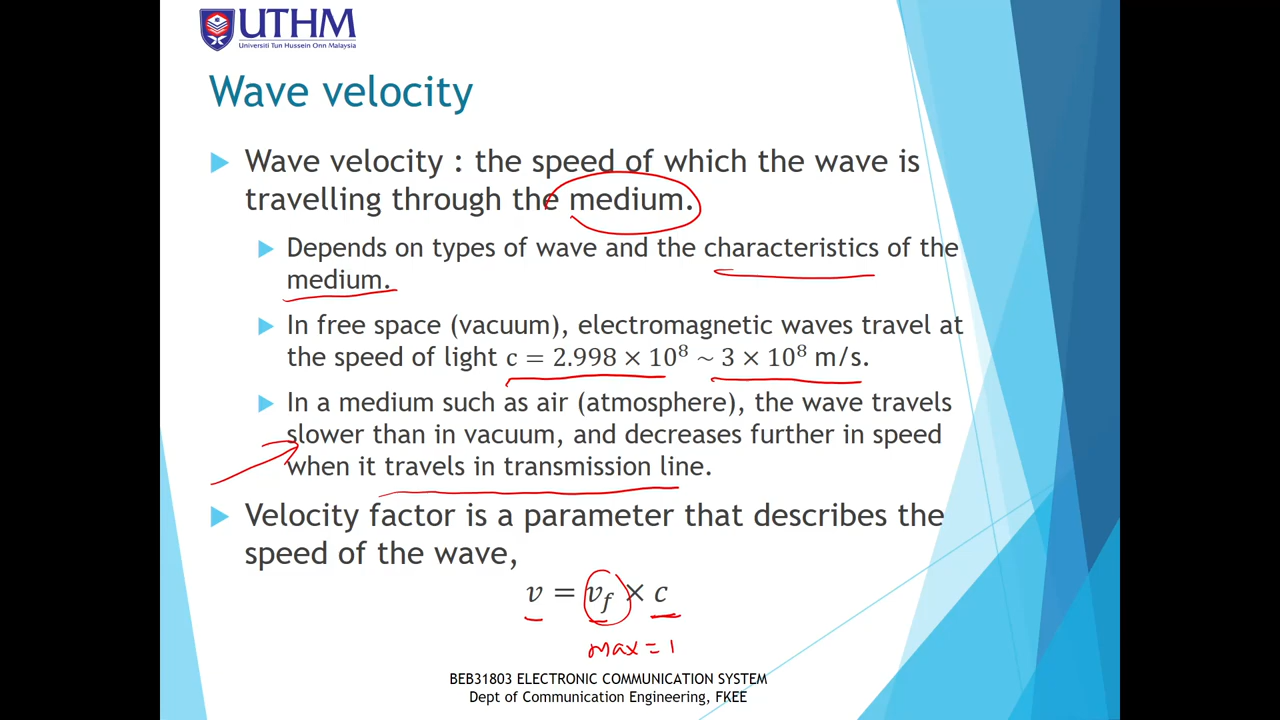 UTHM
Universiti Tun Hussein Onn Malaysia
Wave velocity
Wave velocity : the speed of which the wave is
travelling through the medium.
Depends on types of wave and the characteristics of the
medium.
In free space (vacuum), electromagnetic waves travel at
the speed of light c = 2.998 × 10⁸ ~ 3 × 10⁸ m/s.
In a medium such as air (atmosphere), the wave travels
slower than in vacuum, and decreases further in speed
when it travels in transmission line.
Velocity factor is a parameter that describes the
speed of the wave,
v = v_f × c
max = 1
BEB31803 ELECTRONIC COMMUNICATION SYSTEM
Dept of Communication Engineering, FKEE